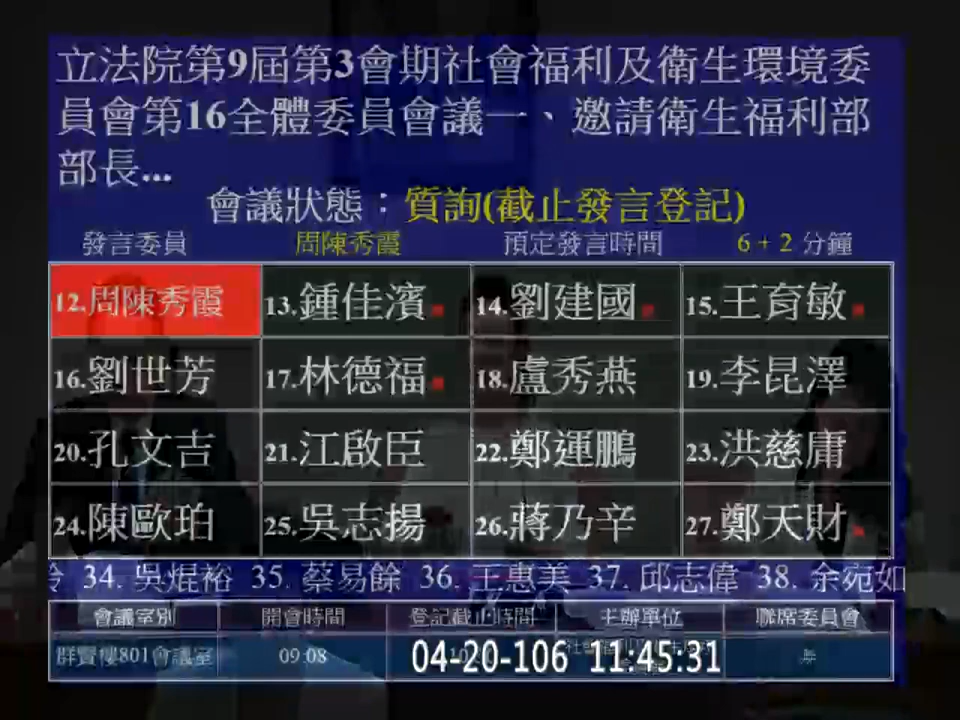 立法院第9屆第3會期社會福利及衛生環境委
員會第16全體委員會議一、邀請衛生福利部
部長...
會議狀態：質詢(截止發言登記)
發言委員 周陳秀霞 預定發言時間 6 + 2 分鐘
12.周陳秀霞 13.鍾佳濱 14.劉建國 15.王育敏
16.劉世芳 17.林德福 18.盧秀燕 19.李昆澤
20.孔文吉 21.江啟臣 22.鄭運鵬 23.洪慈庸
24.陳歐珀 25.吳志揚 26.蔣乃辛 27.鄭天財
34. 吳焜裕 35. 蔡易餘 36. 王惠美 37. 邱志偉 38. 余宛如
會議室別 開會時間 登記截止時間 主辦單位 聯席委員會
群賢樓801會議室 09:08
04-20-106 11:45:31